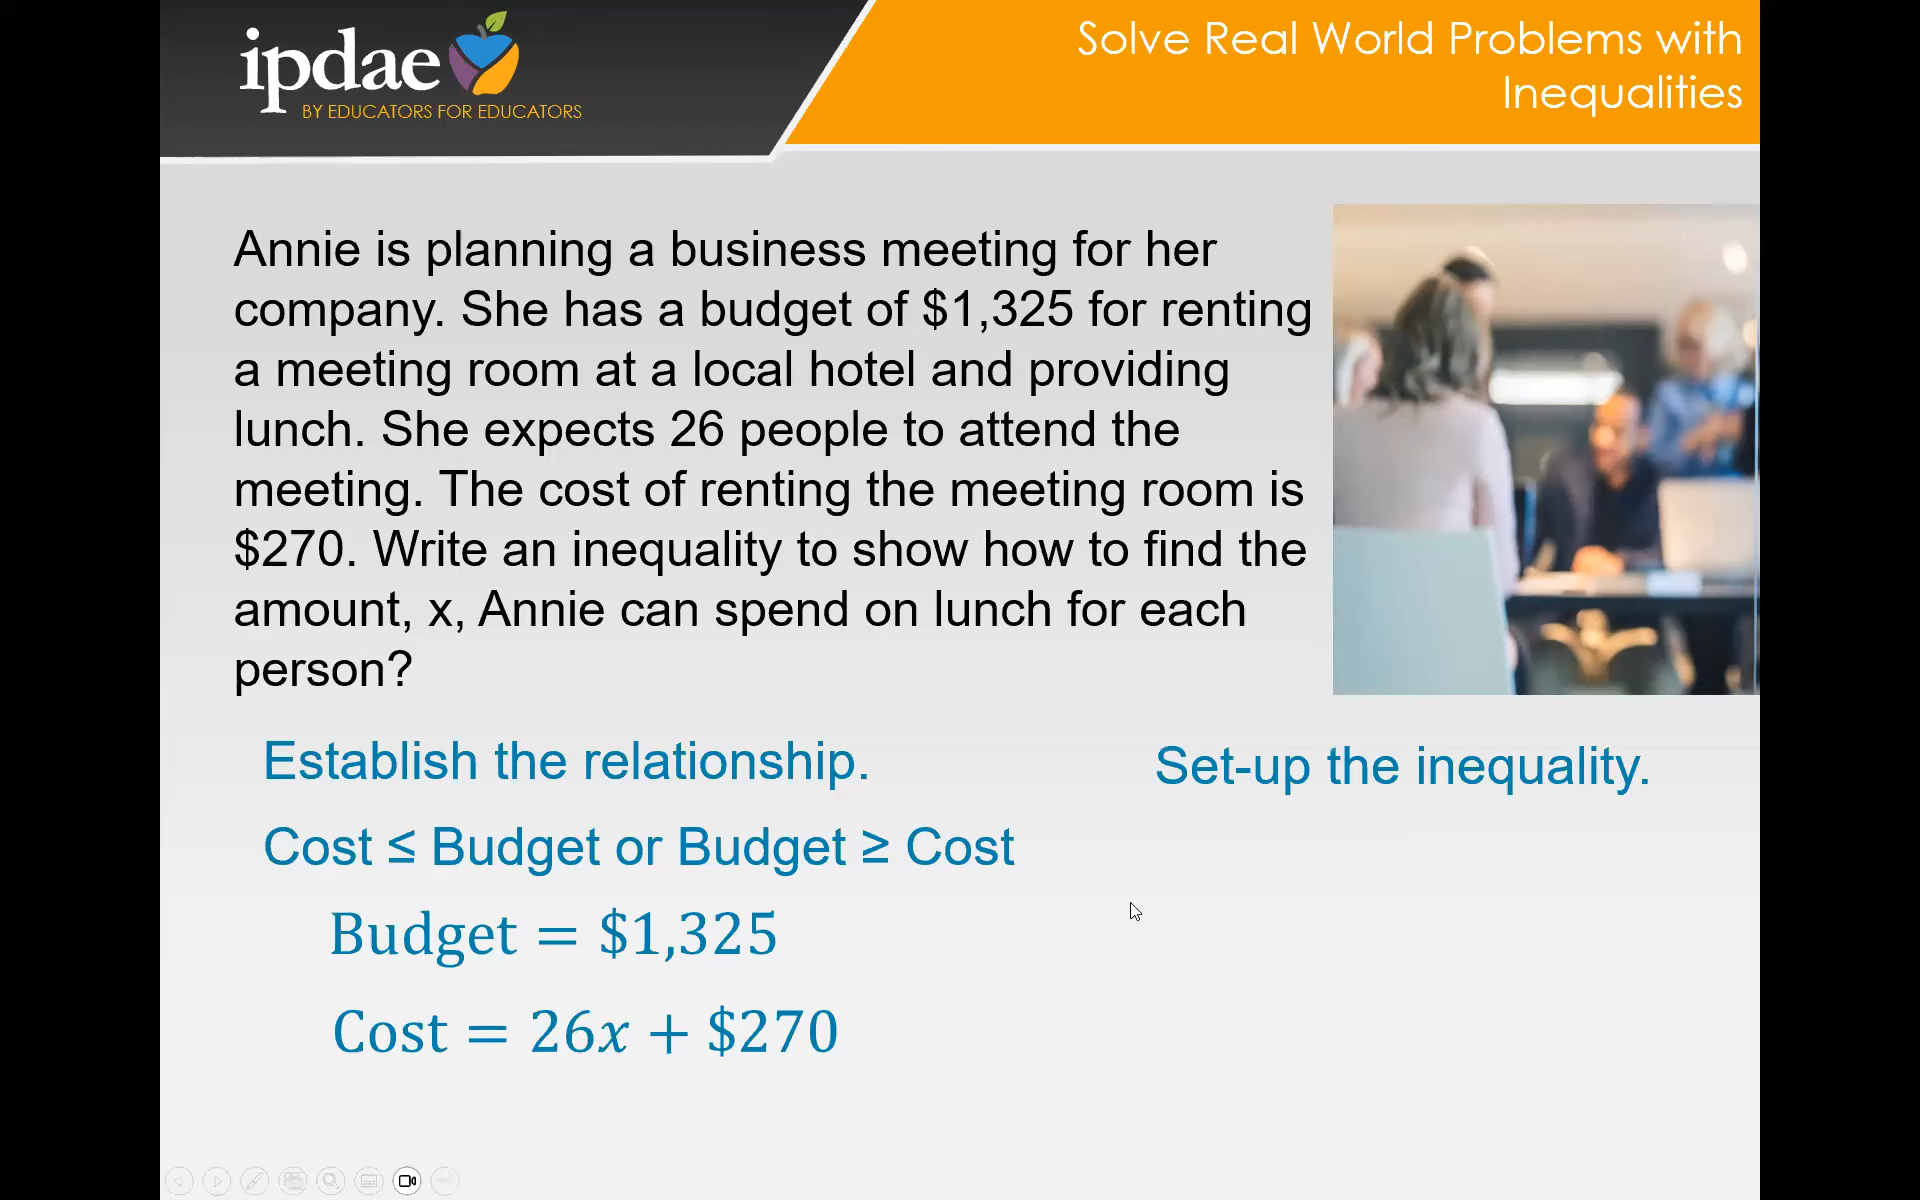 ipdae
BY EDUCATORS FOR EDUCATORS
Solve Real World Problems with
Inequalities
Annie is planning a business meeting for her
company. She has a budget of $1,325 for renting
a meeting room at a local hotel and providing
lunch. She expects 26 people to attend the
meeting. The cost of renting the meeting room is
$270. Write an inequality to show how to find the
amount, x, Annie can spend on lunch for each
person?
Establish the relationship.
Set-up the inequality.
Cost ≤ Budget or Budget ≥ Cost
Budget = $1,325
Cost = 26x + $270